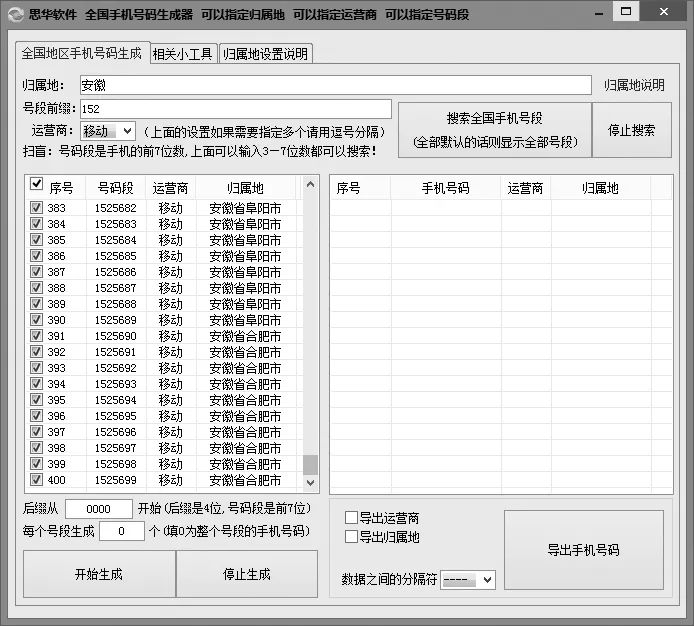 思华软件 全国手机号码生成器 可以指定归属地 可以指定运营商 可以指定号码段
全国地区手机号码生成 相关小工具 归属地设置说明
归属地： 安徽 归属地说明
号段前缀: 152
运营商: 移动 (上面的设置如果需要指定多个请用逗号分隔)
扫盲：号码段是手机的前7位数,上面可以输入3－7位数都可以搜索!
搜索全国手机号段
(全部默认的话则显示全部号段)
停止搜索
序号 号码段 运营商 归属地
383 1525682 移动 安徽省阜阳市
384 1525683 移动 安徽省阜阳市
385 1525684 移动 安徽省阜阳市
386 1525685 移动 安徽省阜阳市
387 1525686 移动 安徽省阜阳市
388 1525687 移动 安徽省阜阳市
389 1525688 移动 安徽省阜阳市
390 1525689 移动 安徽省阜阳市
391 1525690 移动 安徽省合肥市
392 1525691 移动 安徽省合肥市
393 1525692 移动 安徽省合肥市
394 1525693 移动 安徽省合肥市
395 1525694 移动 安徽省合肥市
396 1525695 移动 安徽省合肥市
397 1525696 移动 安徽省合肥市
398 1525697 移动 安徽省合肥市
399 1525698 移动 安徽省合肥市
400 1525699 移动 安徽省合肥市
序号 手机号码 运营商 归属地
后缀从 0000 开始(后缀是4位,号码段是前7位)
每个号段生成 0 个(填0为整个号段的手机号码)
开始生成 停止生成
导出运营商
导出归属地
数据之间的分隔符 ----
导出手机号码